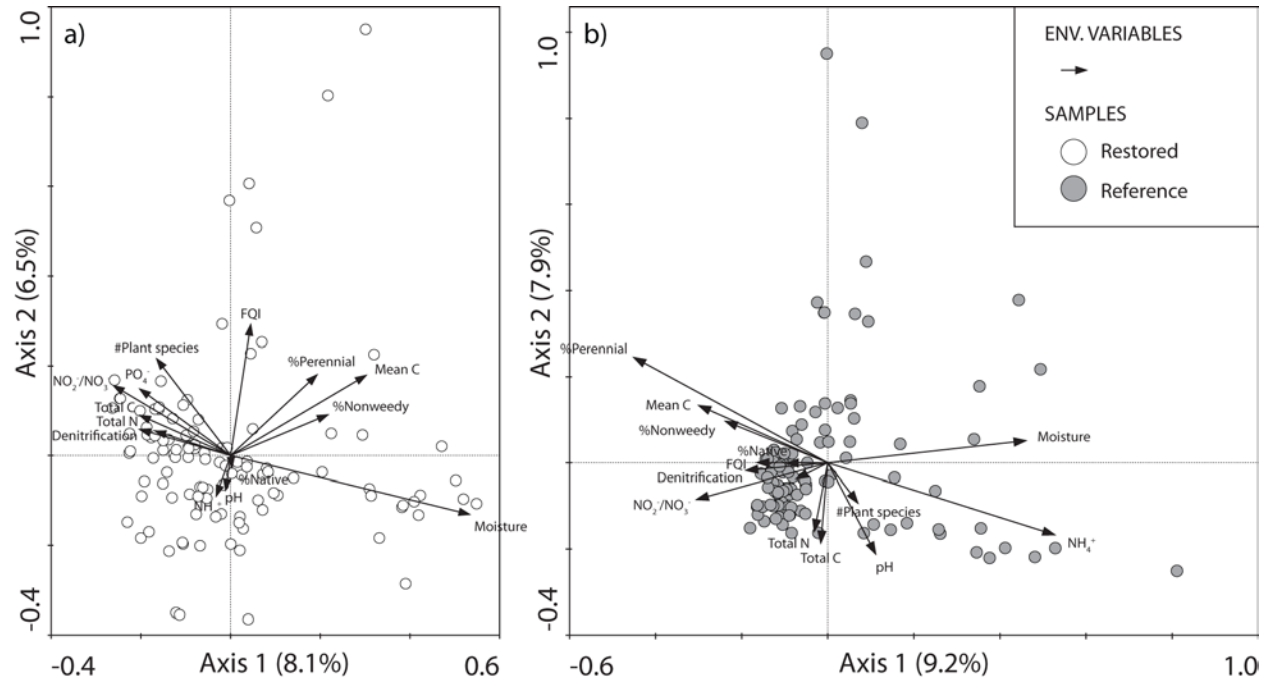 a)
1.0
Axis 2 (6.5%)
-0.4
FQI
#Plant species
%Perennial
Mean C
PO₄⁻
NO₂⁻/NO₃⁻
%Nonweedy
Total C
Total N
Denitrification
%Native
pH
NH₄⁺
Moisture
-0.4
Axis 1 (8.1%)
0.6
b)
1.0
Axis 2 (7.9%)
-0.4
ENV. VARIABLES
SAMPLES
Restored
Reference
%Perennial
Mean C
%Nonweedy
Moisture
%Native
FQI
Denitrification
NO₂⁻/NO₃⁻
#Plant species
Total N
Total C
pH
NH₄⁺
-0.6
Axis 1 (9.2%)
1.0